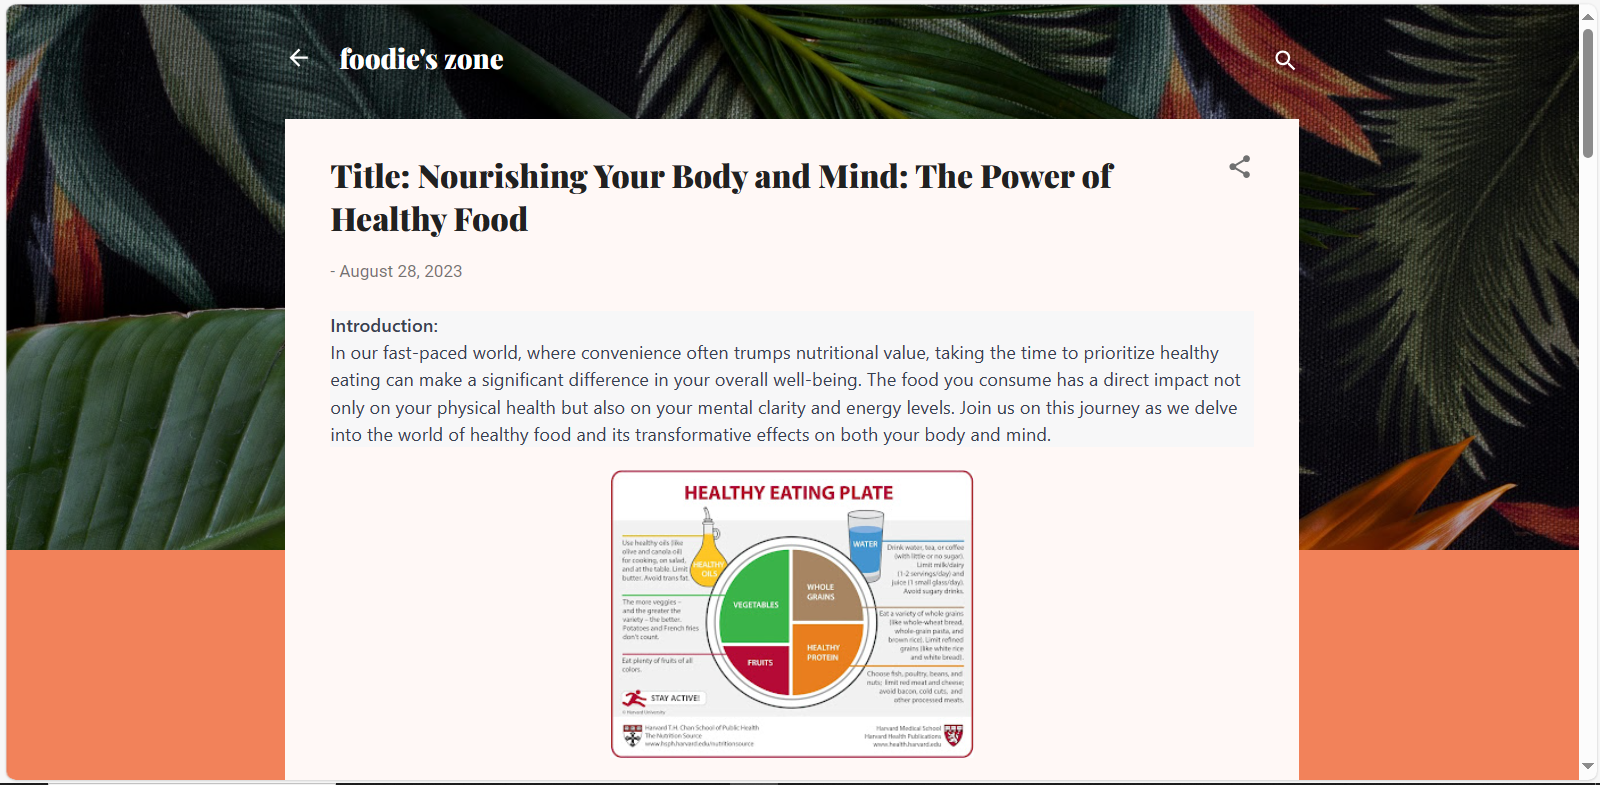 foodie's zone
Title: Nourishing Your Body and Mind: The Power of
Healthy Food
- August 28, 2023
Introduction:
In our fast-paced world, where convenience often trumps nutritional value, taking the time to prioritize healthy
eating can make a significant difference in your overall well-being. The food you consume has a direct impact not
only on your physical health but also on your mental clarity and energy levels. Join us on this journey as we delve
into the world of healthy food and its transformative effects on both your body and mind.
HEALTHY EATING PLATE
Use healthy oils (like
olive and canola oil)
for cooking, on salad,
and at the table. Limit
butter. Avoid trans fat.
HEALTHY
OILS
The more veggies –
and the greater the
variety – the better.
Potatoes and French fries
don't count.
Eat plenty of fruits of all
colors.
VEGETABLES
FRUITS
WHOLE
GRAINS
HEALTHY
PROTEIN
WATER
Drink water, tea, or coffee
(with little or no sugar).
Limit milk/dairy
(1-2 servings/day) and
juice (1 small glass/day).
Avoid sugary drinks.
Eat a variety of whole grains
(like whole-wheat bread,
whole-grain pasta, and
brown rice). Limit refined
grains (like white rice
and white bread).
Choose fish, poultry, beans, and
nuts; limit red meat and cheese;
avoid bacon, cold cuts, and
other processed meats.
STAY ACTIVE!
© Harvard University
Harvard T.H. Chan School of Public Health
The Nutrition Source
www.hsph.harvard.edu/nutritionsource
Harvard Medical School
Harvard Health Publications
www.health.harvard.edu